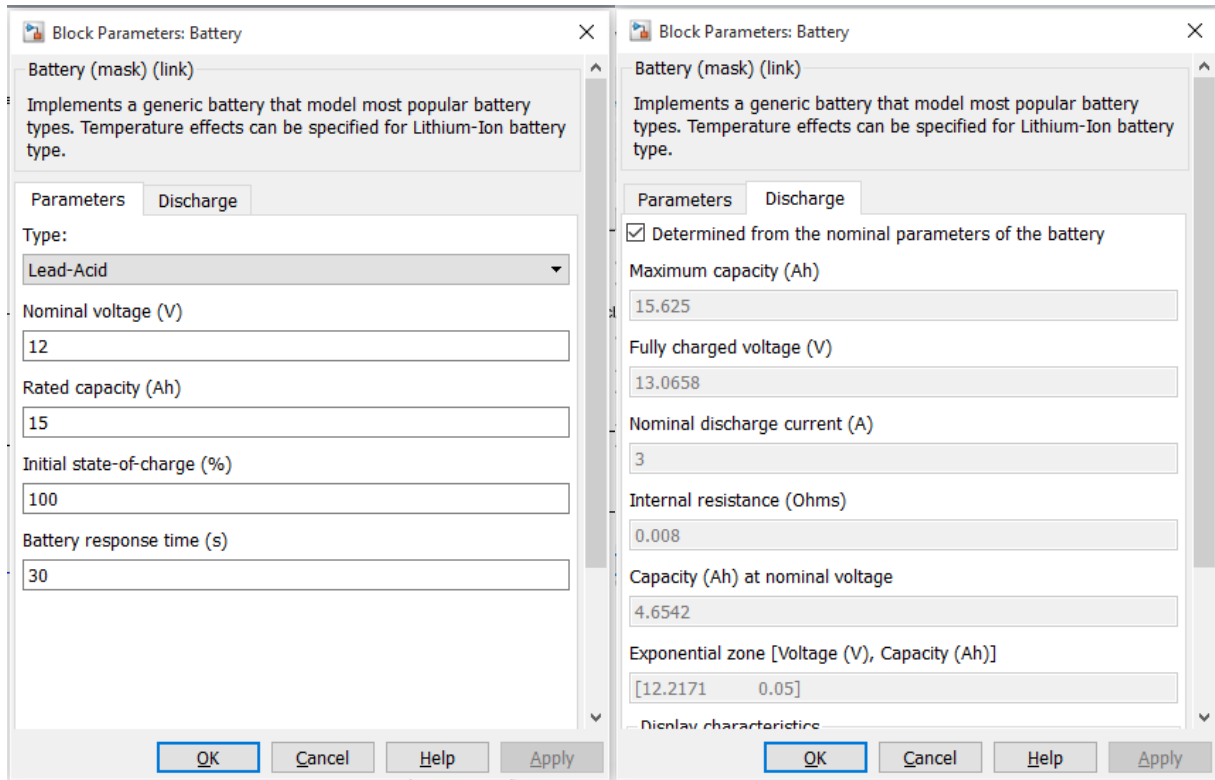 Block Parameters: Battery
Battery (mask) (link)
Implements a generic battery that model most popular battery
types. Temperature effects can be specified for Lithium-Ion battery
type.
Parameters
Discharge
Type:
Lead-Acid
Nominal voltage (V)
12
Rated capacity (Ah)
15
Initial state-of-charge (%)
100
Battery response time (s)
30
OK
Cancel
Help
Apply
Block Parameters: Battery
Battery (mask) (link)
Implements a generic battery that model most popular battery
types. Temperature effects can be specified for Lithium-Ion battery
type.
Parameters
Discharge
Determined from the nominal parameters of the battery
Maximum capacity (Ah)
15.625
Fully charged voltage (V)
13.0658
Nominal discharge current (A)
3
Internal resistance (Ohms)
0.008
Capacity (Ah) at nominal voltage
4.6542
Exponential zone [Voltage (V), Capacity (Ah)]
[12.2171 0.05]
Display characteristics
OK
Cancel
Help
Apply